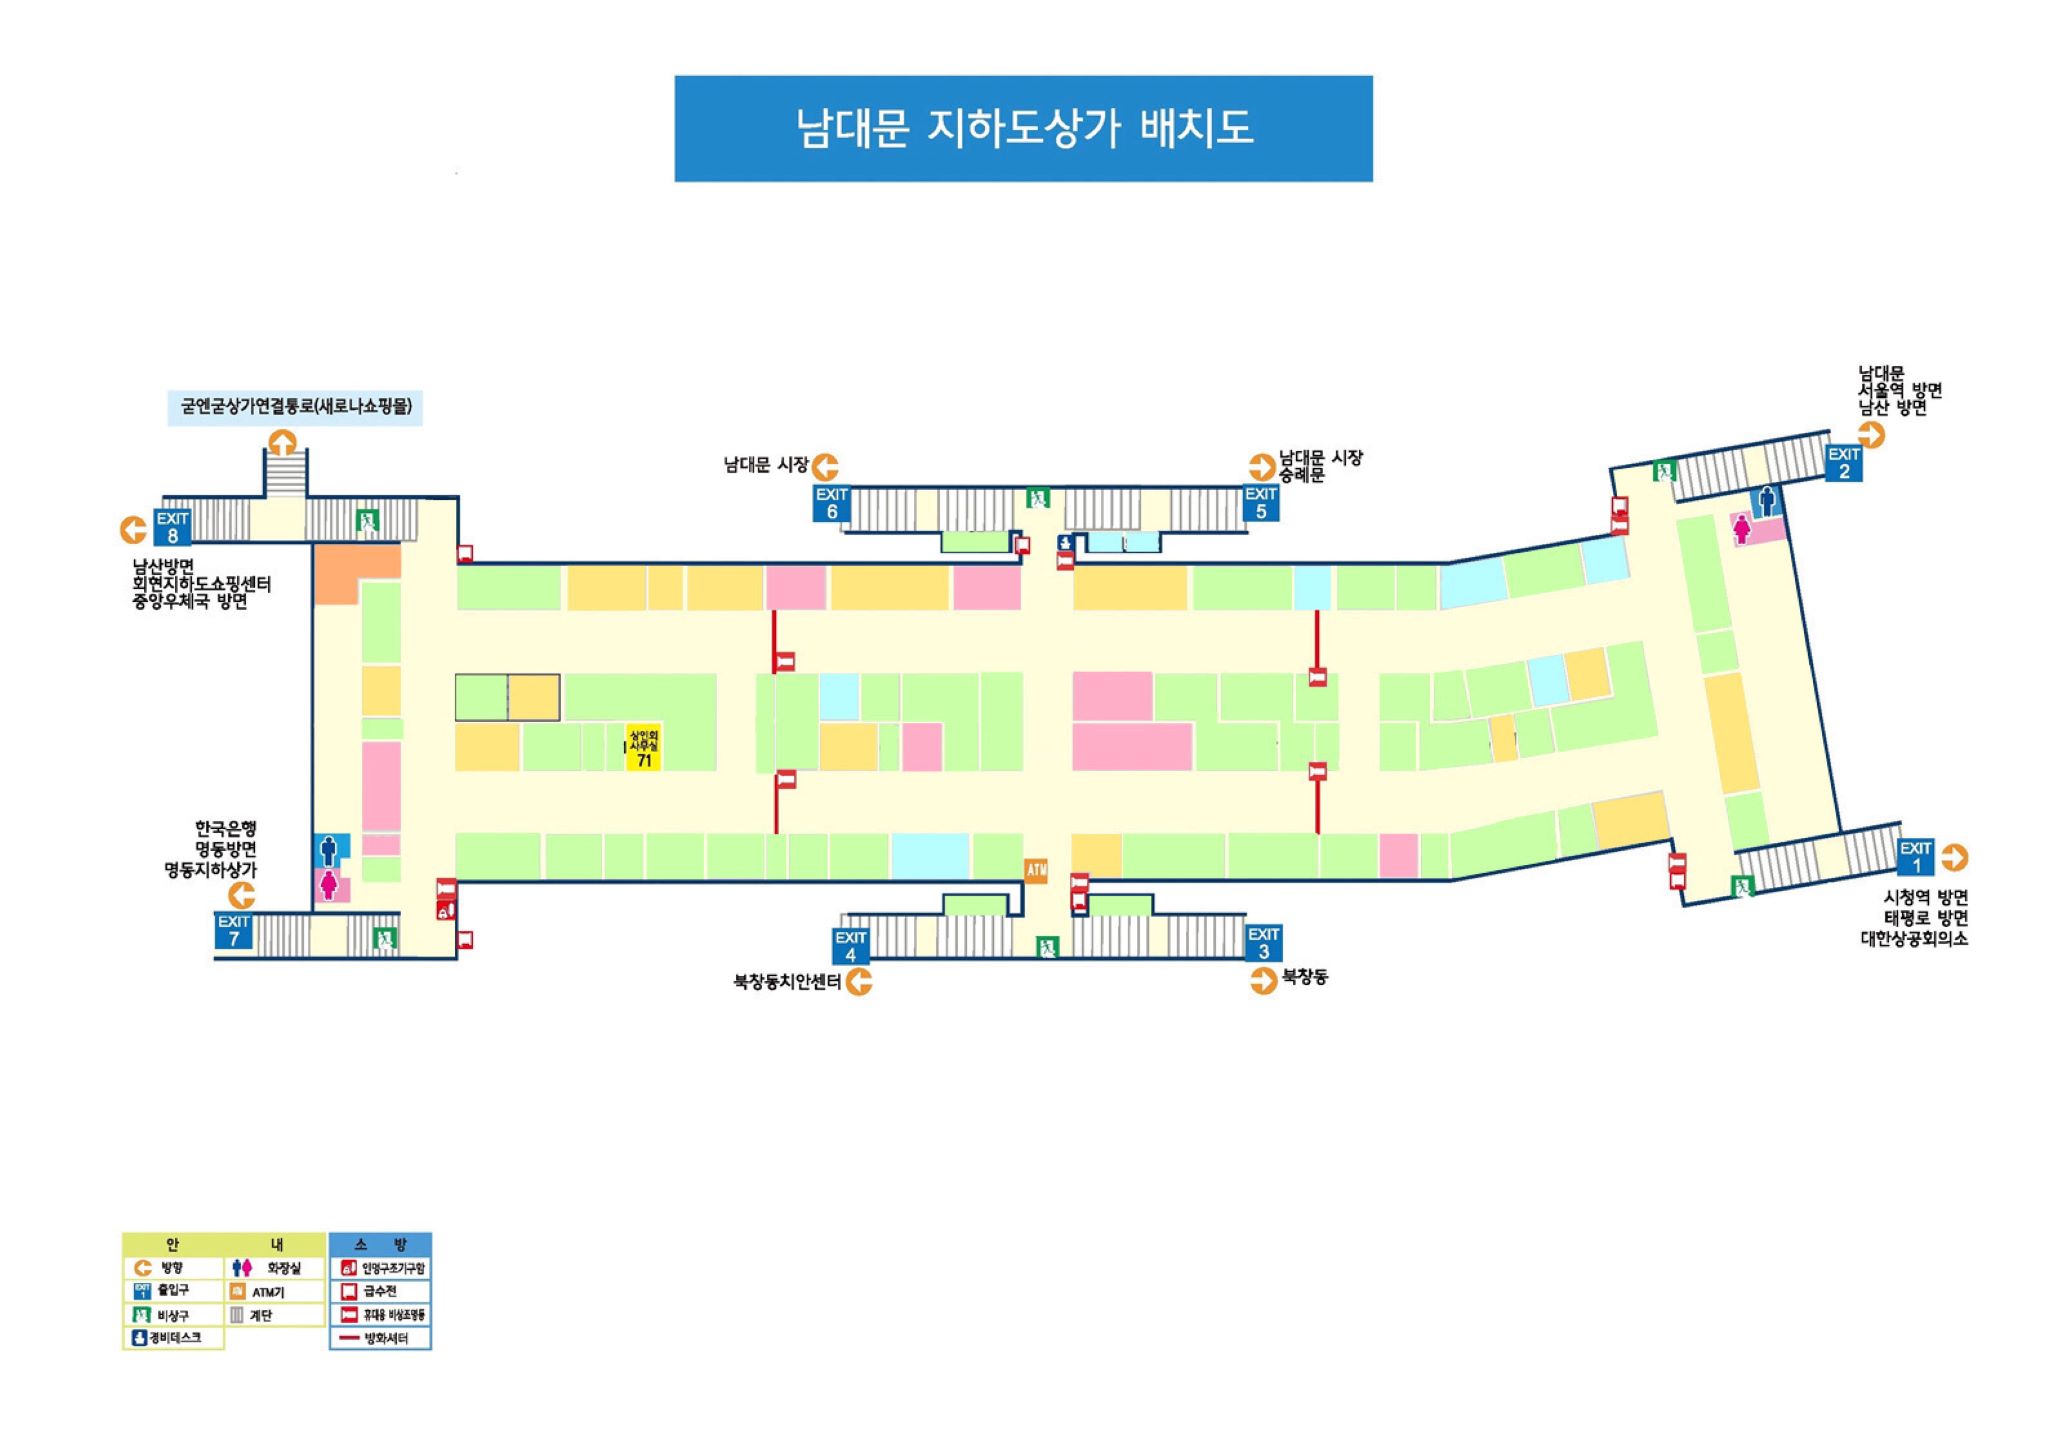 남대문 지하도상가 배치도
굳엔굳상가연결통로(새로나쇼핑몰)
EXIT
8
남산방면
회현지하도쇼핑센터
중앙우체국 방면
남대문 시장
EXIT
6
남대문 시장
숭례문
EXIT
5
남대문
서울역 방면
남산 방면
EXIT
2
상인회
사무실
71
한국은행
명동방면
명동지하상가
EXIT
7
ATM
EXIT
4
북창동치안센터
EXIT
3
북창동
EXIT
1
시청역 방면
태평로 방면
대한상공회의소
안 내
방향
화장실
EXIT
1
출입구
ATM
ATM기
비상구
계단
경비데스크
소 방
인명구조기구함
급수전
휴대용 비상조명등
방화셔터